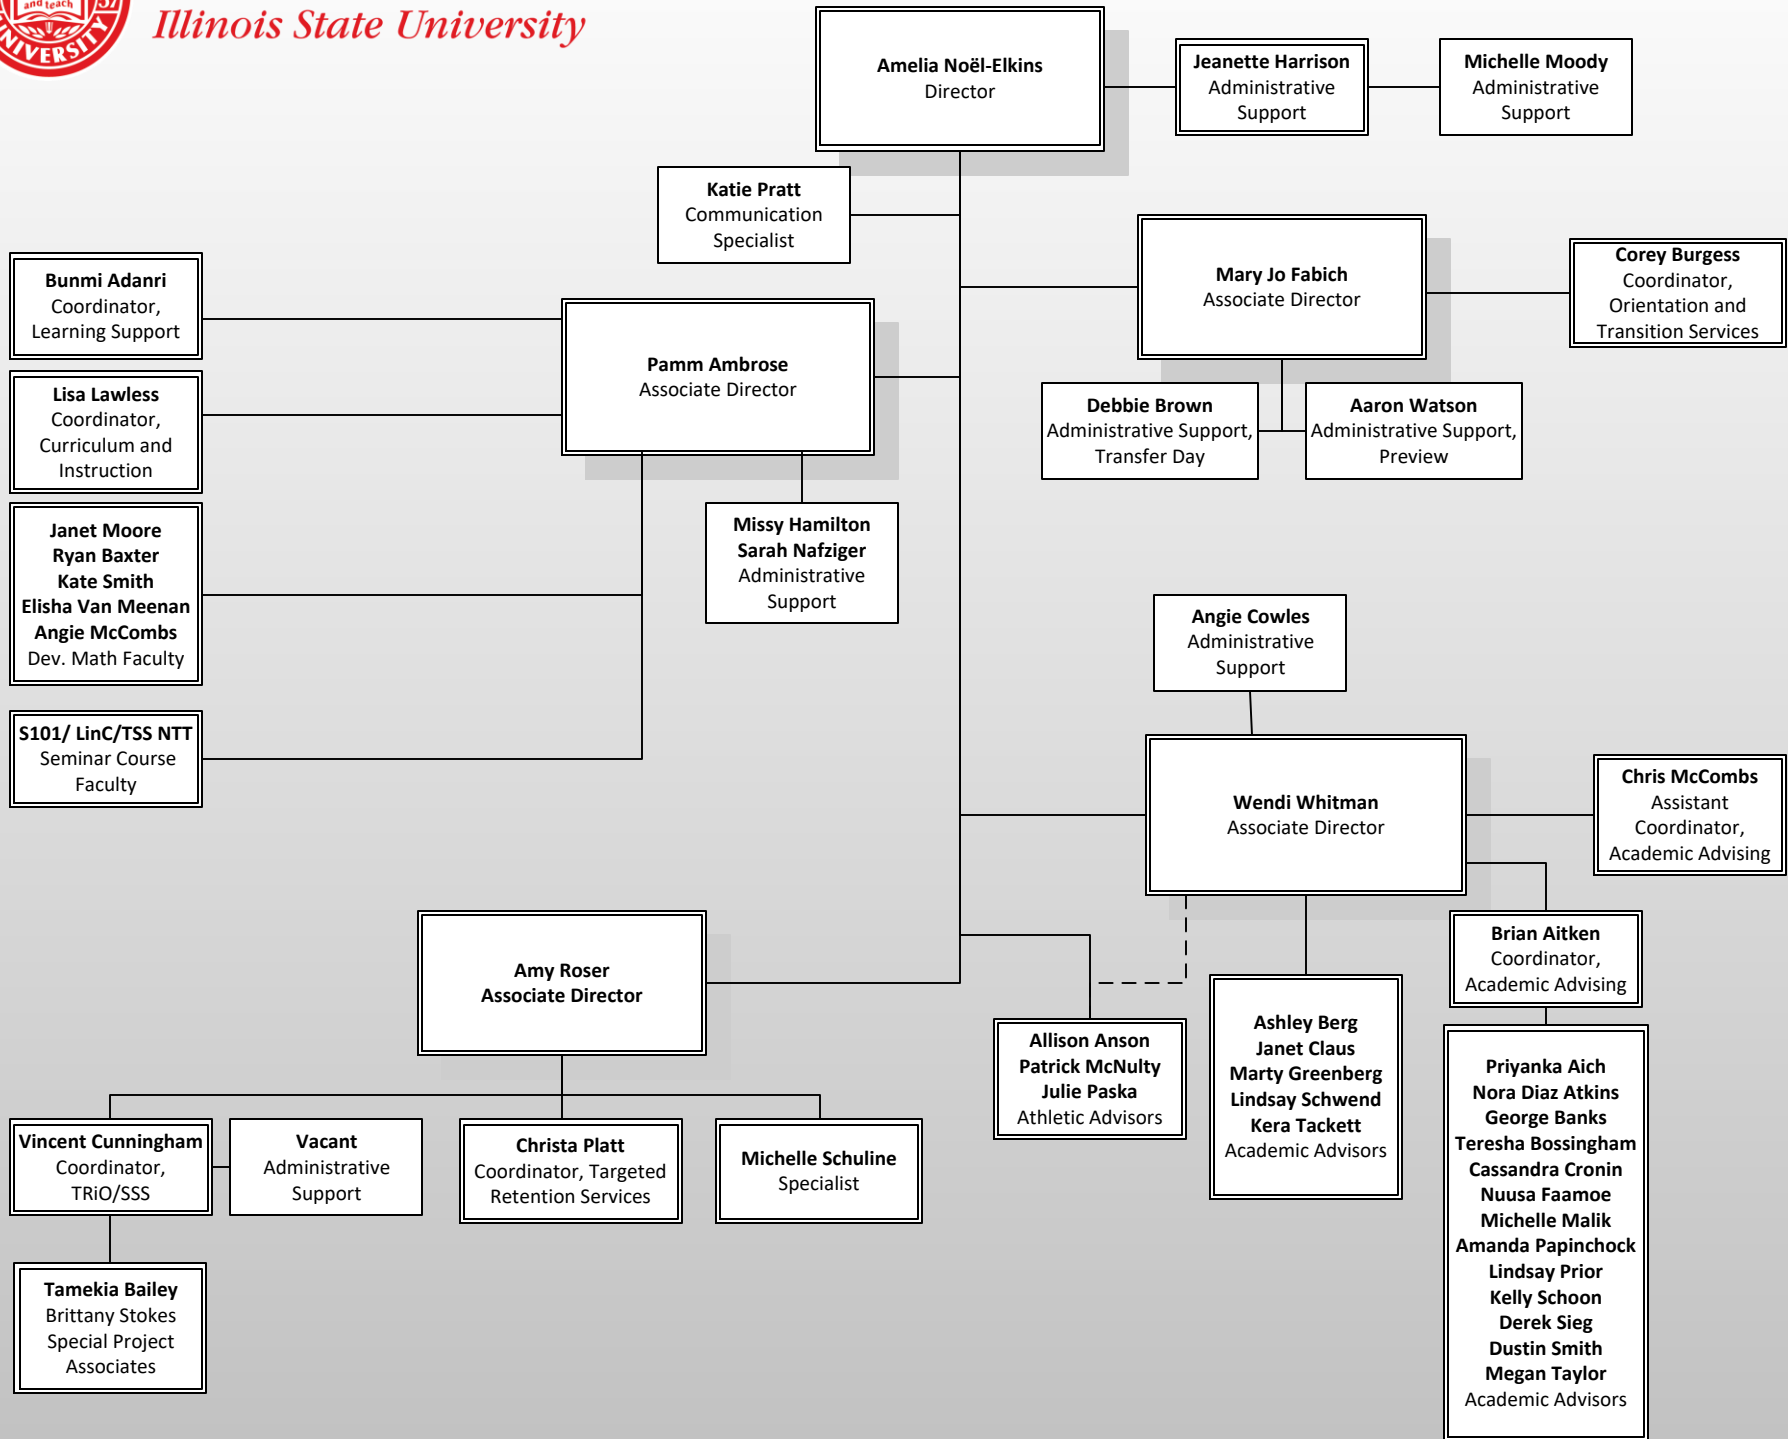 and teach
37
UNIVERSITY
Illinois State University
Amelia Noël-Elkins
Director
Jeanette Harrison
Administrative
Support
Michelle Moody
Administrative
Support
Katie Pratt
Communication
Specialist
Mary Jo Fabich
Associate Director
Corey Burgess
Coordinator,
Orientation and
Transition Services
Bunmi Adanri
Coordinator,
Learning Support
Pamm Ambrose
Associate Director
Lisa Lawless
Coordinator,
Curriculum and
Instruction
Debbie Brown
Administrative Support,
Transfer Day
Aaron Watson
Administrative Support,
Preview
Janet Moore
Ryan Baxter
Kate Smith
Elisha Van Meenan
Angie McCombs
Dev. Math Faculty
Missy Hamilton
Sarah Nafziger
Administrative
Support
Angie Cowles
Administrative
Support
S101/ LinC/TSS NTT
Seminar Course
Faculty
Wendi Whitman
Associate Director
Chris McCombs
Assistant
Coordinator,
Academic Advising
Amy Roser
Associate Director
Brian Aitken
Coordinator,
Academic Advising
Allison Anson
Patrick McNulty
Julie Paska
Athletic Advisors
Ashley Berg
Janet Claus
Marty Greenberg
Lindsay Schwend
Kera Tackett
Academic Advisors
Priyanka Aich
Nora Diaz Atkins
George Banks
Teresha Bossingham
Cassandra Cronin
Nuusa Faamoe
Michelle Malik
Amanda Papinchock
Lindsay Prior
Kelly Schoon
Derek Sieg
Dustin Smith
Megan Taylor
Academic Advisors
Vincent Cunningham
Coordinator,
TRiO/SSS
Vacant
Administrative
Support
Christa Platt
Coordinator, Targeted
Retention Services
Michelle Schuline
Specialist
Tamekia Bailey
Brittany Stokes
Special Project
Associates